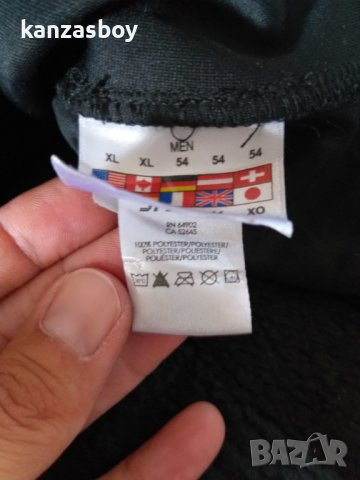 kanzasboy
MEN
XL XL 54 54 54
XO
RN 64902
CA 52645
100% POLYESTER/POLYESTER
POLYESTER/POLIESTERE
POLIÉSTER/POLYESTER
BAZAR